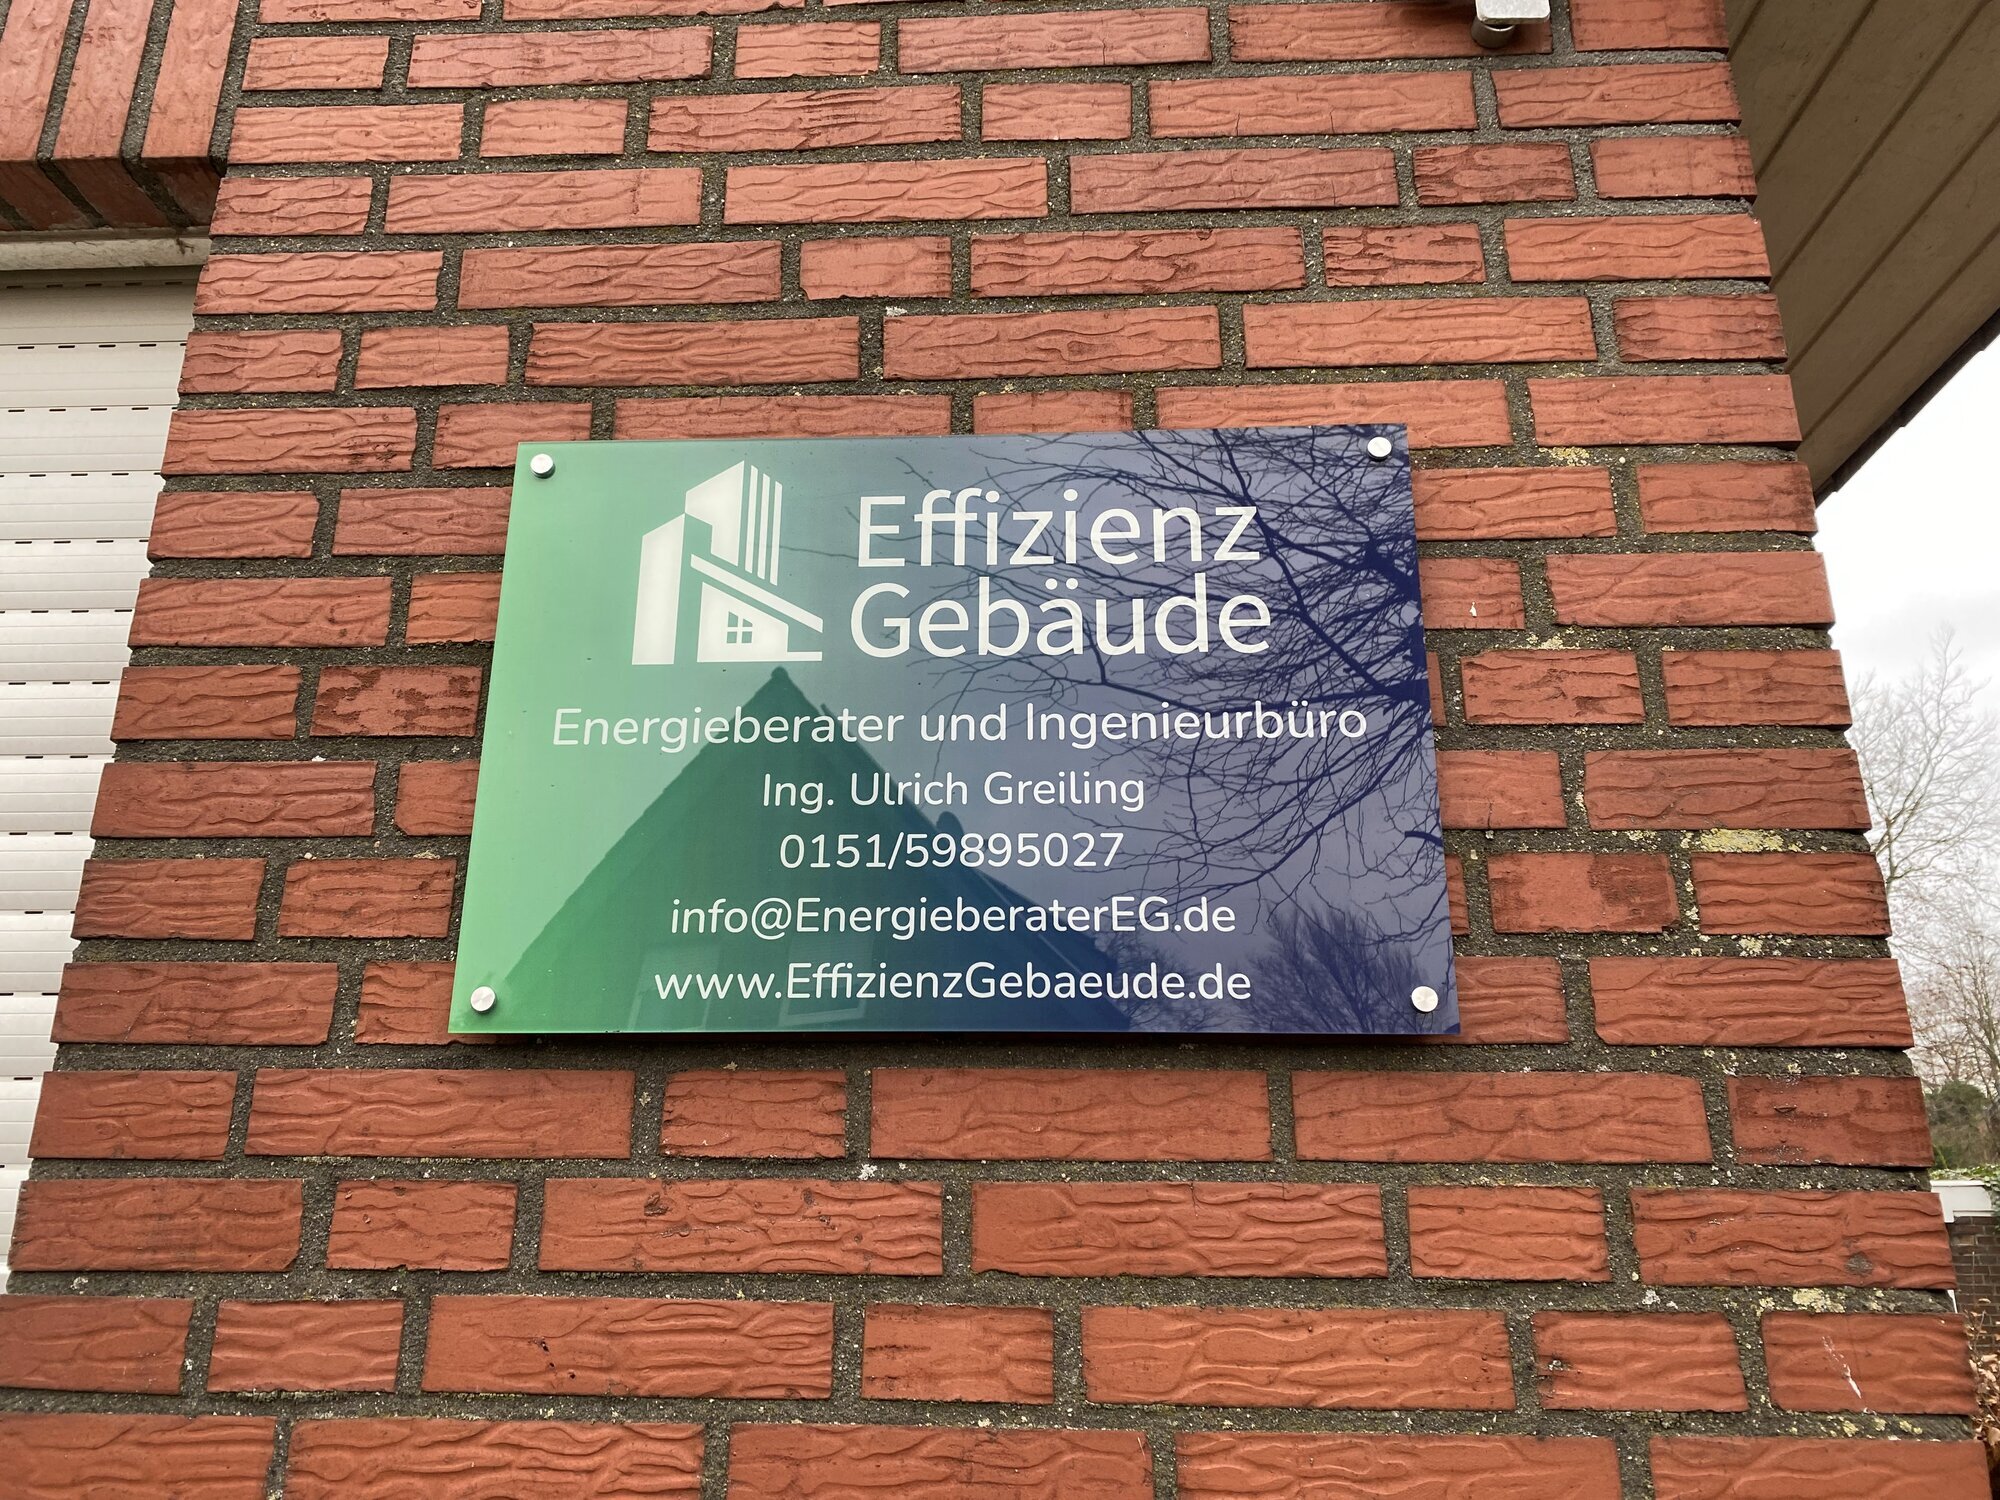 Effizienz
Gebäude
Energieberater und Ingenieurbüro
Ing. Ulrich Greiling
0151/59895027
info@EnergieberaterEG.de
www.EffizienzGebaeude.de